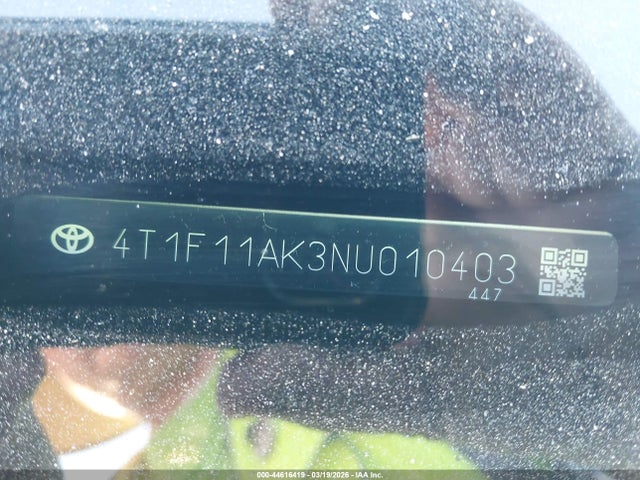 4T1F11AK3NU010403
447
000-44616419 - 03/19/2026 - IAA Inc.